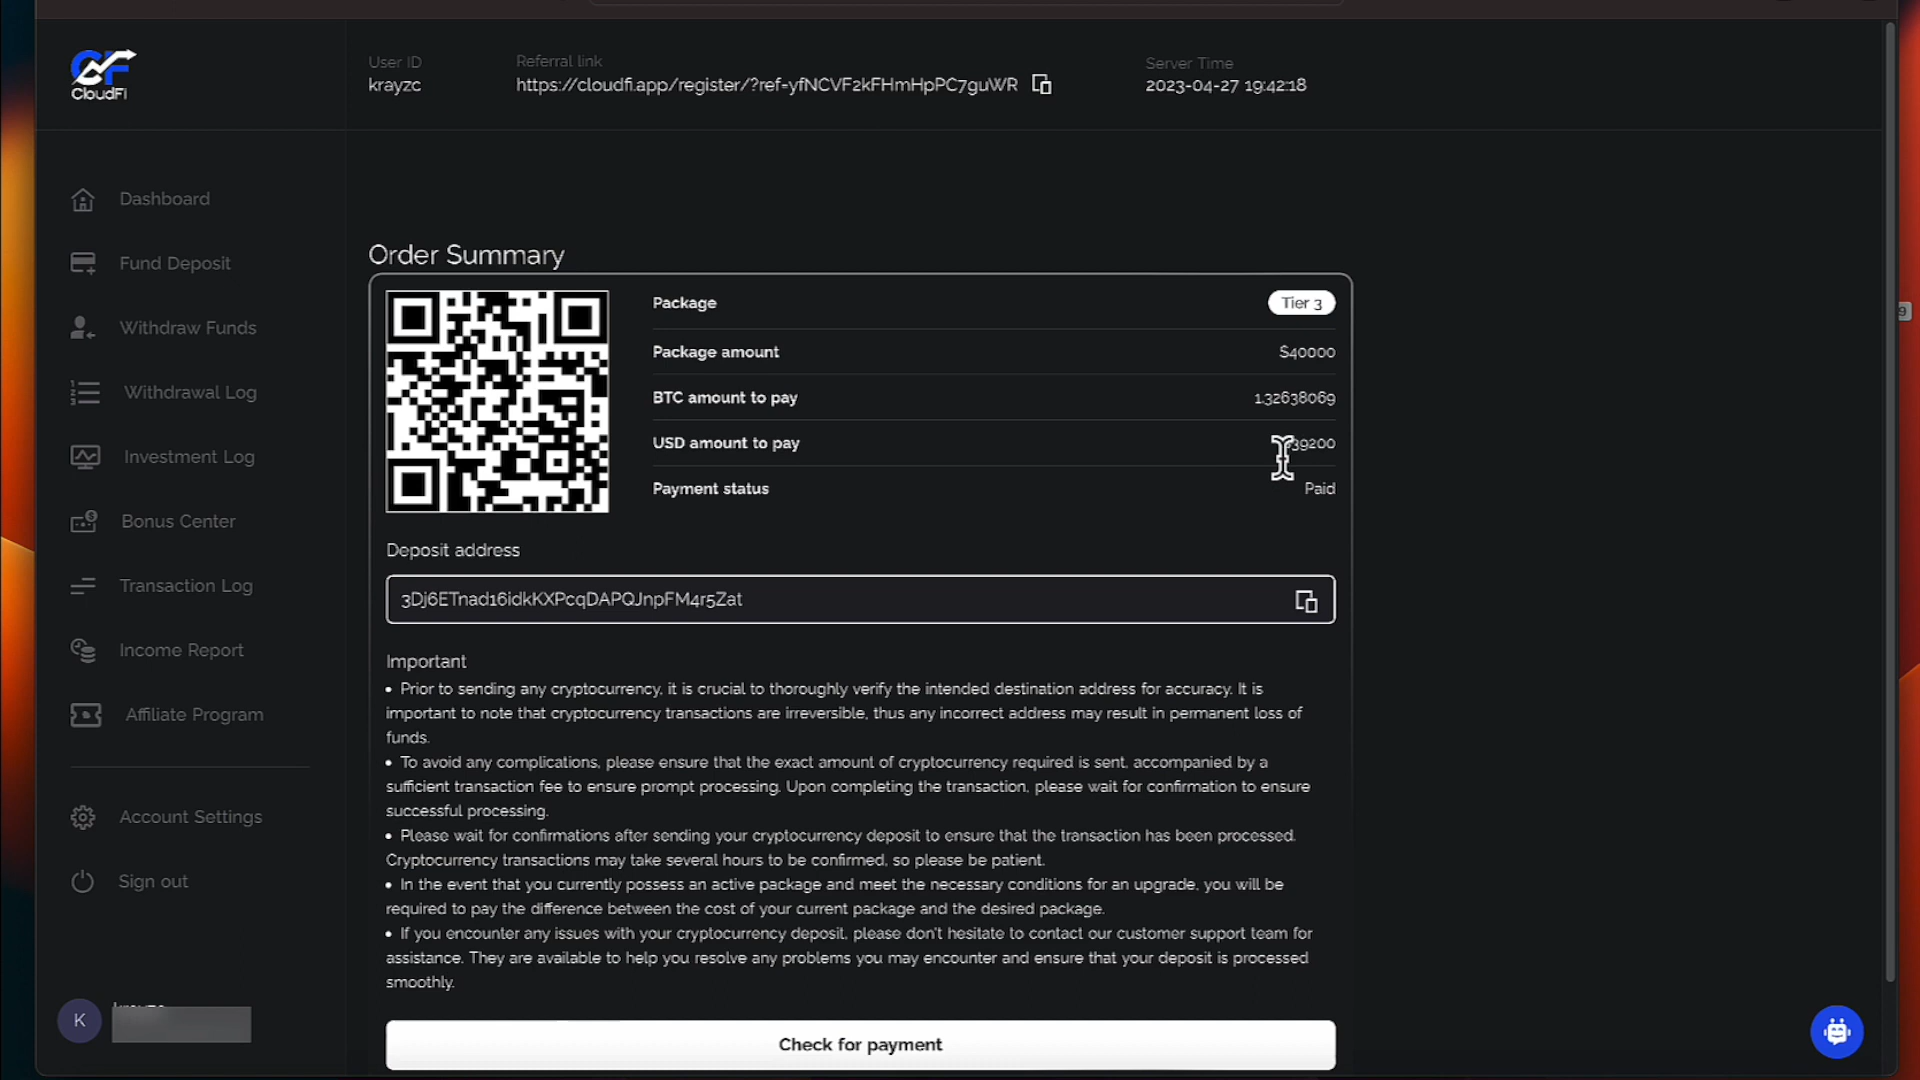 CF
CloudFi
User ID
krayzc
Referral link
https://cloudfi.app/register/?ref=yfNCVF2kFHmHpPC7guWR
Server Time
2023-04-27 19:42:18
Dashboard
Fund Deposit
Withdraw Funds
Withdrawal Log
Investment Log
Bonus Center
Transaction Log
Income Report
Affiliate Program
Account Settings
Sign out
K
Order Summary
Package
Tier 3
Package amount
$40000
BTC amount to pay
1.32638069
USD amount to pay
39200
Payment status
Paid
Deposit address
3Dj6ETnad16idkKXPcqDAPQJnpFM4r5Zat
Important
• Prior to sending any cryptocurrency, it is crucial to thoroughly verify the intended destination address for accuracy. It is
important to note that cryptocurrency transactions are irreversible, thus any incorrect address may result in permanent loss of
funds.
• To avoid any complications, please ensure that the exact amount of cryptocurrency required is sent, accompanied by a
sufficient transaction fee to ensure prompt processing. Upon completing the transaction, please wait for confirmation to ensure
successful processing.
• Please wait for confirmations after sending your cryptocurrency deposit to ensure that the transaction has been processed.
Cryptocurrency transactions may take several hours to be confirmed, so please be patient.
• In the event that you currently possess an active package and meet the necessary conditions for an upgrade, you will be
required to pay the difference between the cost of your current package and the desired package.
• If you encounter any issues with your cryptocurrency deposit, please don't hesitate to contact our customer support team for
assistance. They are available to help you resolve any problems you may encounter and ensure that your deposit is processed
smoothly.
Check for payment